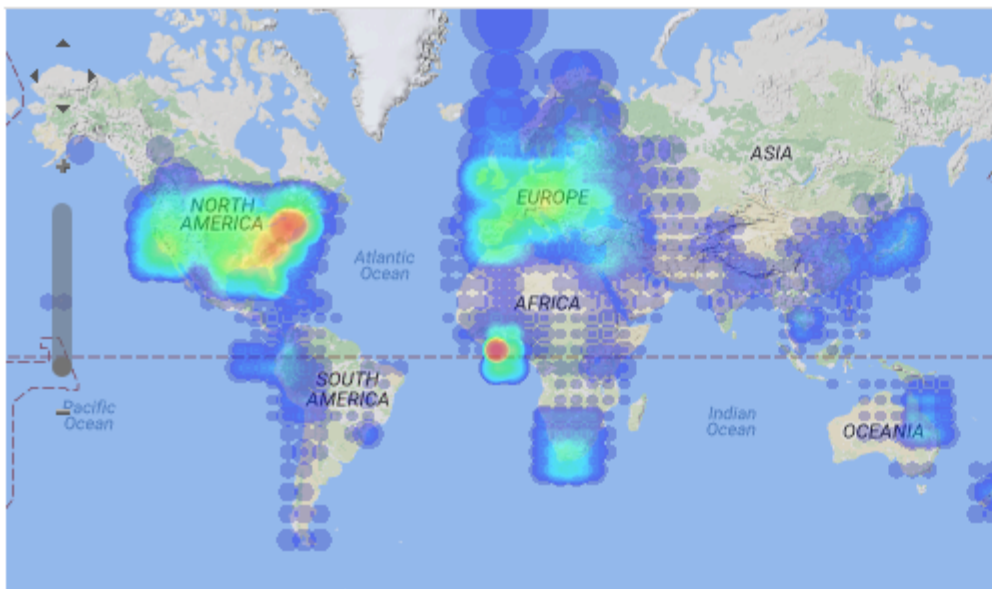 ASIA
NORTH
AMERICA
EUROPE
Atlantic
Ocean
AFRICA
SOUTH
AMERICA
Pacific
Ocean
Indian
Ocean
OCEANIA